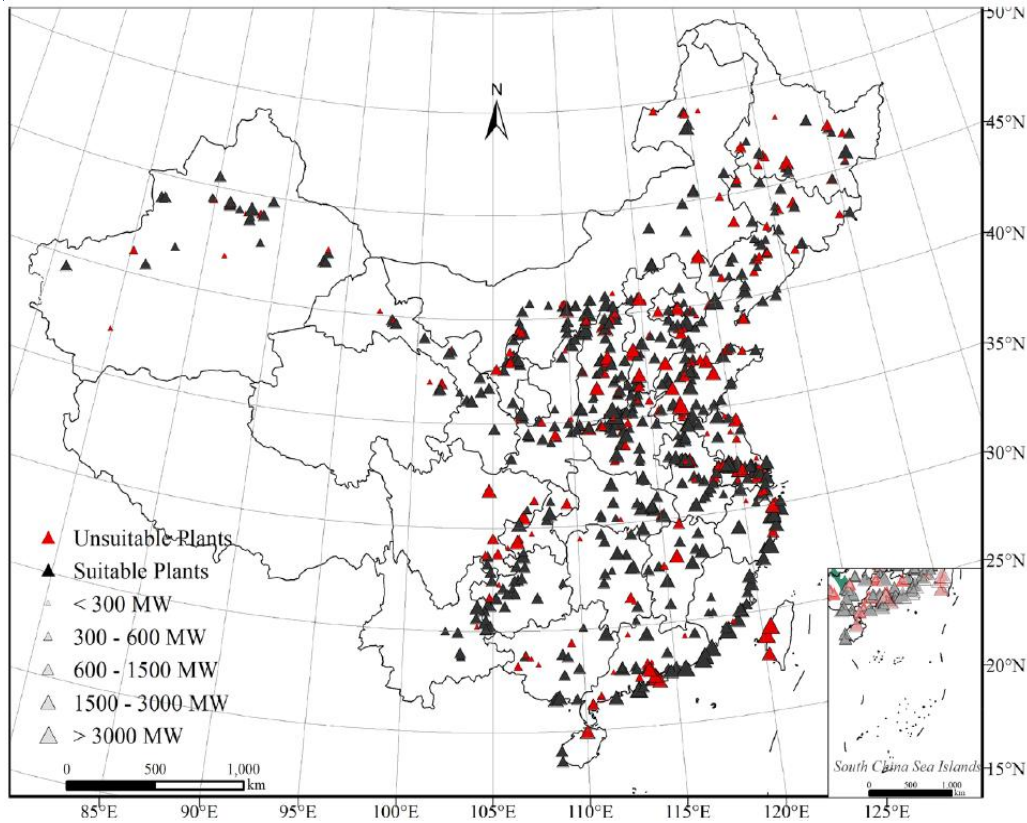 50°N
N
45°N
40°N
35°N
30°N
25°N
20°N
15°N
Unsuitable Plants
Suitable Plants
< 300 MW
300 - 600 MW
600 - 1500 MW
1500 - 3000 MW
> 3000 MW
0 500 1,000
km
South China Sea Islands
0 500 1,000
km
85°E 90°E 95°E 100°E 105°E 110°E 115°E 120°E 125°E